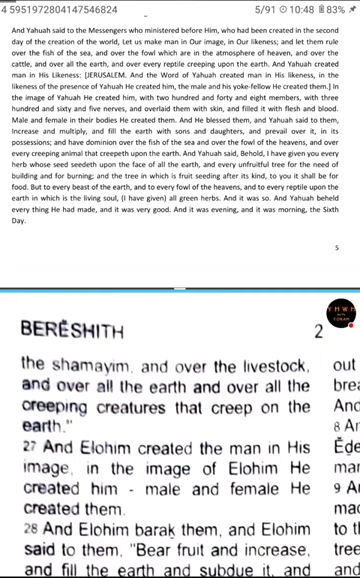 4 5951972804147546824 5/91 10:48 83%
And Yahuah said to the Messengers who ministered before Him, who had been created in the second
day of the creation of the world, Let us make man in Our image, in Our likeness; and let them rule
over the fish of the sea, and over the fowl which are in the atmosphere of heaven, and over the
cattle, and over all the earth, and over every reptile creeping upon the earth. And Yahuah created
man in His Likeness: [JERUSALEM. And the Word of Yahuah created man in His likeness, in the
likeness of the presence of Yahuah He created him, the male and his yoke-fellow He created them.] In
the image of Yahuah He created him, with two hundred and forty and eight members, with three
hundred and sixty and five nerves, and overlaid them with skin, and filled it with flesh and blood.
Male and female in their bodies He created them. And He blessed them, and Yahuah said to them,
Increase and multiply, and fill the earth with sons and daughters, and prevail over it, in its
possessions; and have dominion over the fish of the sea and over the fowl of the heavens, and over
every creeping animal that creepeth upon the earth. And Yahuah said, Behold, I have given you every
herb whose seed seedeth upon the face of all the earth, and every unfruitful tree for the need of
building and for burning; and the tree in which is fruit seeding after its kind, to you it shall be for
food. But to every beast of the earth, and to every fowl of the heavens, and to every reptile upon the
earth in which is the living soul, (I have given) all green herbs. And it was so. And Yahuah beheld
every thing He had made, and it was very good. And it was evening, and it was morning, the Sixth
Day.
5
BERĚSHITH 2
YHWH
TORAH
the shamayim, and over the livestock,
and over all the earth and over all the
creeping creatures that creep on the
earth."
27 And Elohim created the man in His
image, in the image of Elohim He
created him - male and female He
created them.
28 And Elohim barak them, and Elohim
said to them, "Bear fruit and increase,
and fill the earth and subdue it, and
out
brea
And
8 An
Ěde
mar
9 A
mad
to t
tree
and